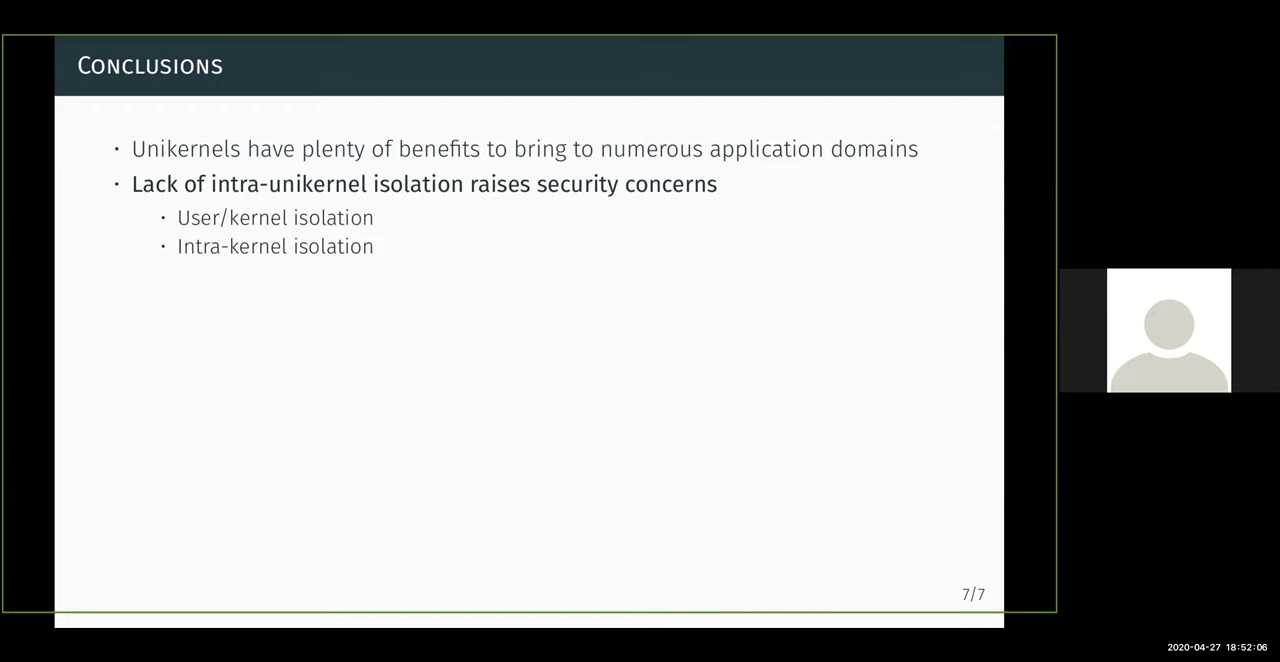 Conclusions
· Unikernels have plenty of benefits to bring to numerous application domains
· Lack of intra-unikernel isolation raises security concerns
· User/kernel isolation
· Intra-kernel isolation
7/7
2020-04-27 18:52:06